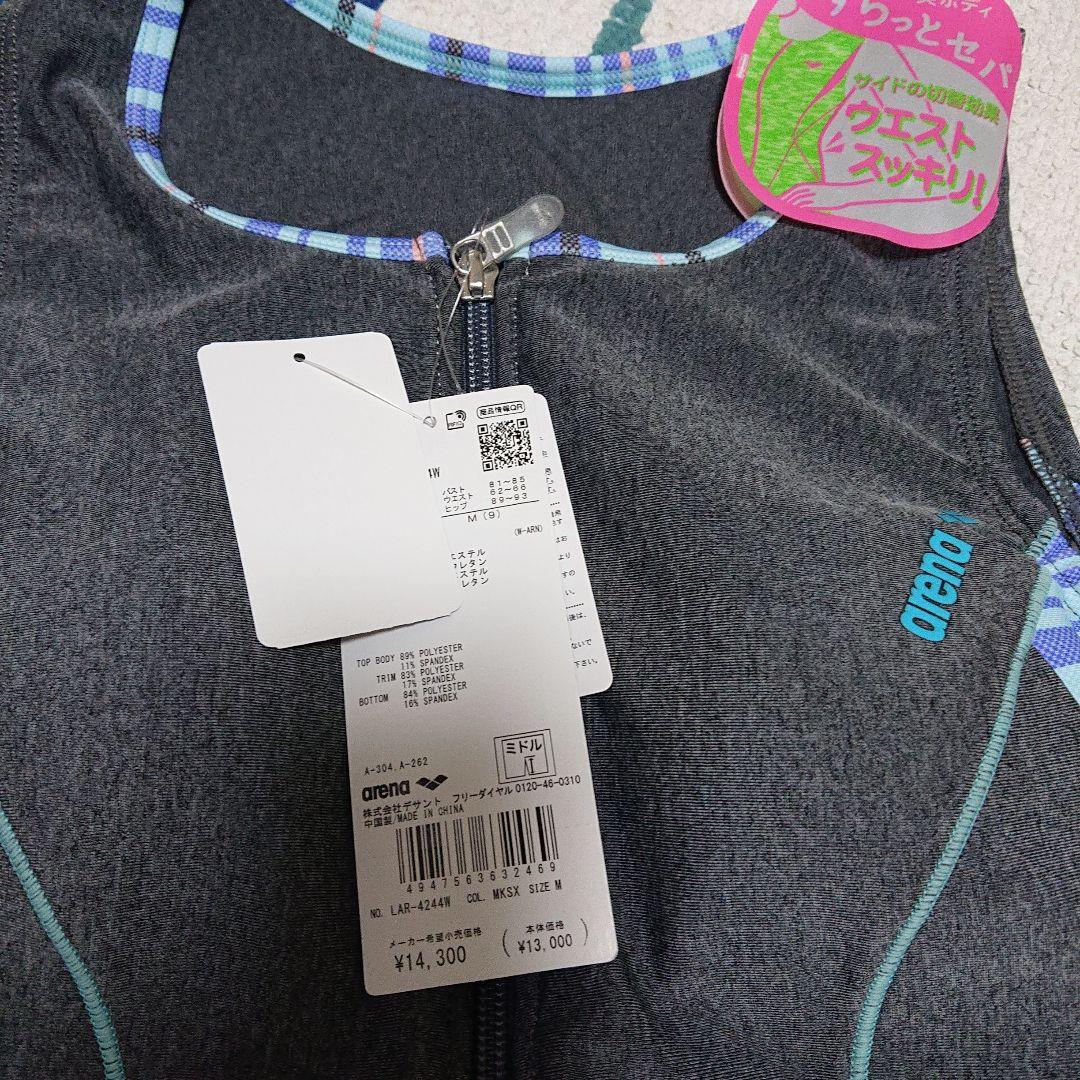 すらっとセパ
サイドの切替効果
ウエスト
スッキリ!
商品情報QR
4W
バスト 81~85
ウエスト 62~66
ヒップ 89~93
M(9)
(W-ARN)
エステル
レタン
エステル
レタン
TOP BODY 89% POLYESTER
11% SPANDEX
TRIM 83% POLYESTER
17% SPANDEX
BOTTOM 84% POLYESTER
16% SPANDEX
A-304,A-262
ミドル
arena
株式会社デサント フリーダイヤル 0120-46-0310
中国製/MADE IN CHINA
4947563632469
NO. LAR-4244W COL. MKSX SIZE M
メーカー希望小売価格
¥14,300
(本体価格 ¥13,000)
arena